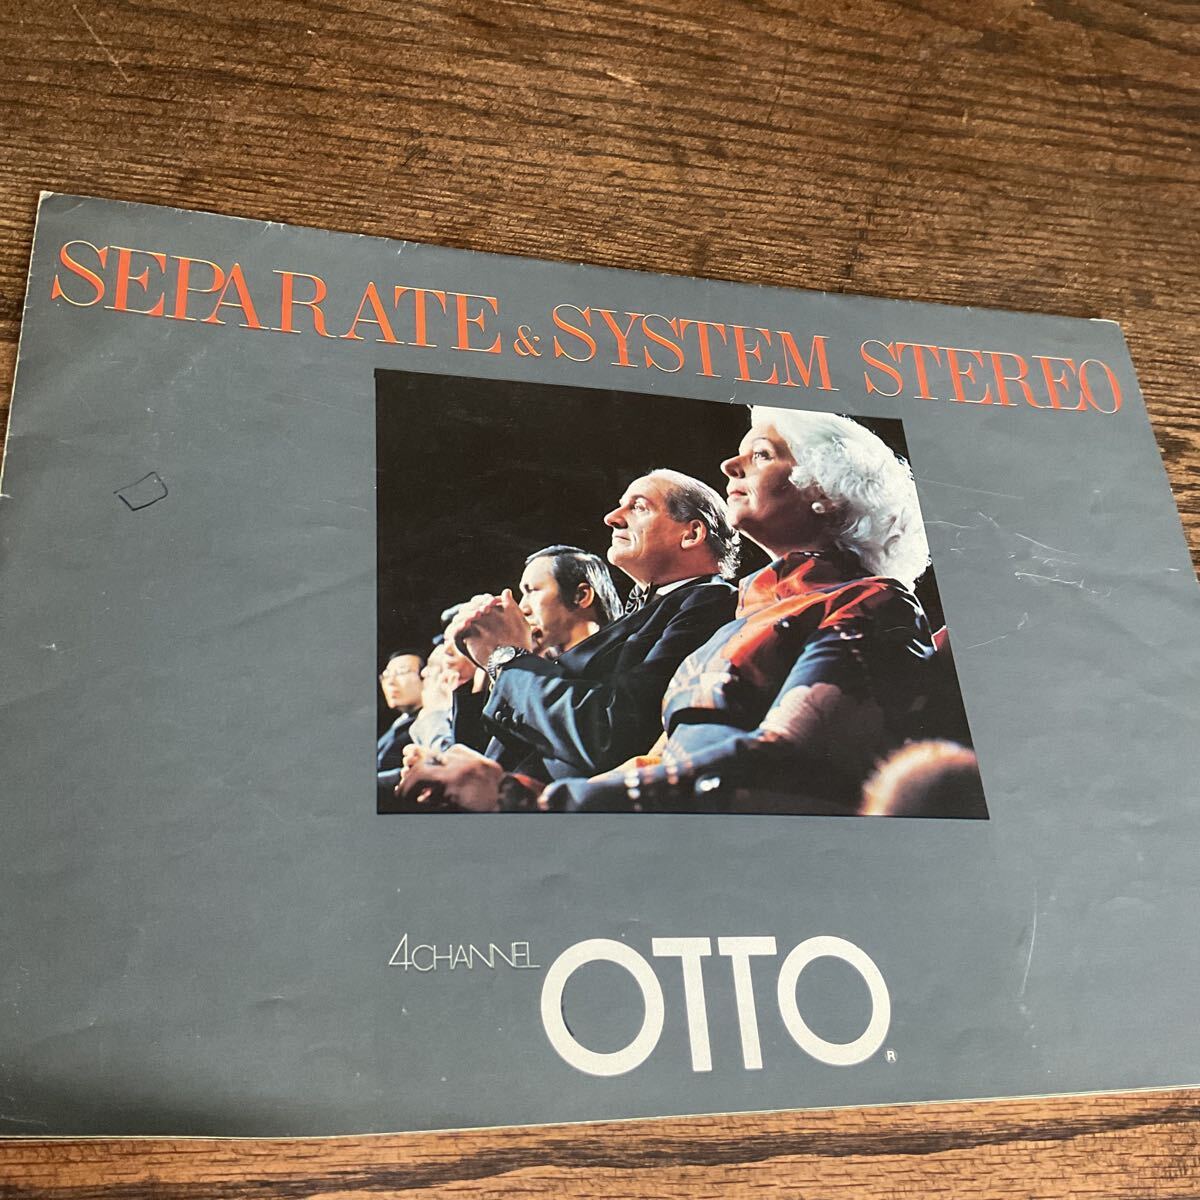 SEPARATE & SYSTEM STEREO
4CHANNEL OTTO ®